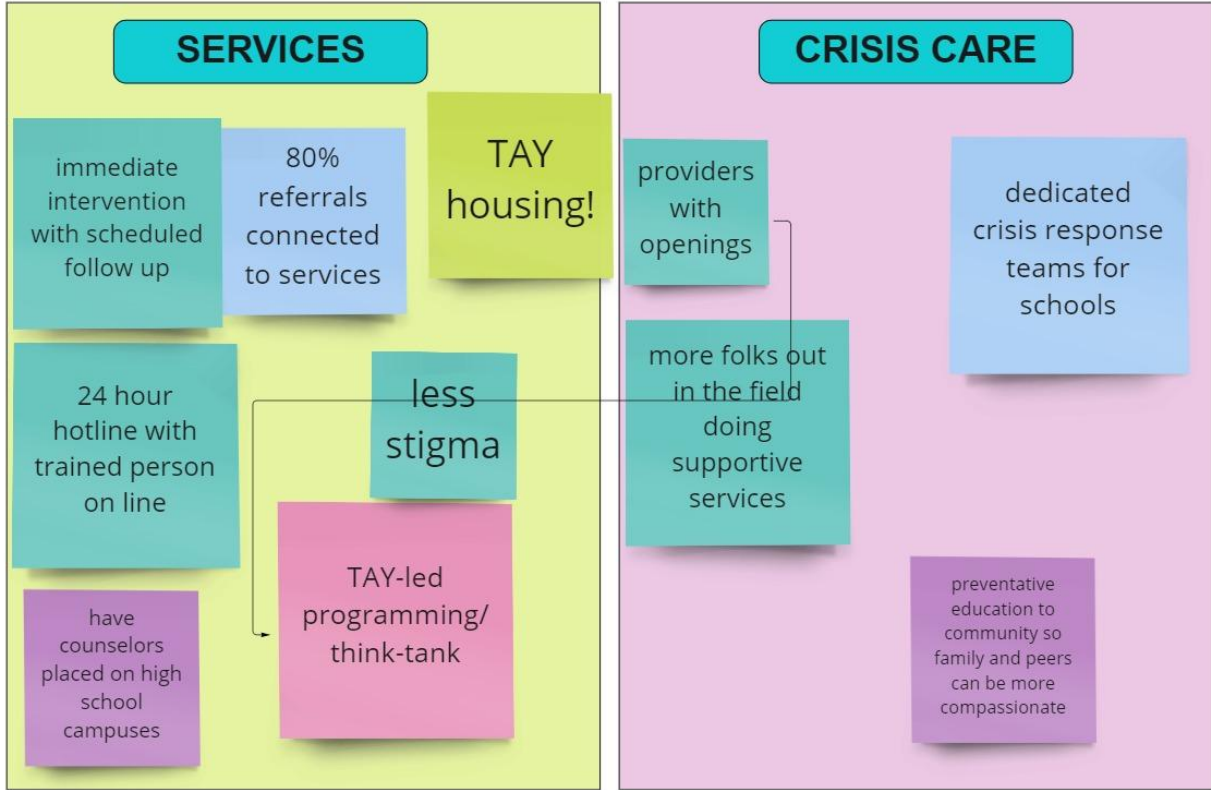 SERVICES
immediate
intervention
with scheduled
follow up
80%
referrals
connected
to services
TAY
housing!
24 hour
hotline with
trained person
on line
less
stigma
have
counselors
placed on high
school
campuses
TAY-led
programming/
think-tank
CRISIS CARE
providers
with
openings
dedicated
crisis response
teams for
schools
more folks out
in the field
doing
supportive
services
preventative
education to
community so
family and peers
can be more
compassionate